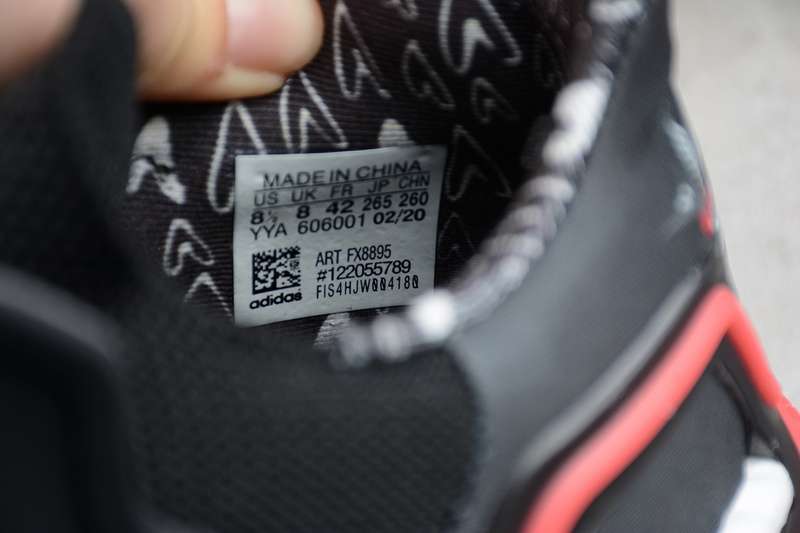 MADE IN CHINA
US UK FR JP CHN
8½ 8 42 265 260
YYA 606001 02/20
ART FX8895
#122055789
FIS4HJW004180
adidas